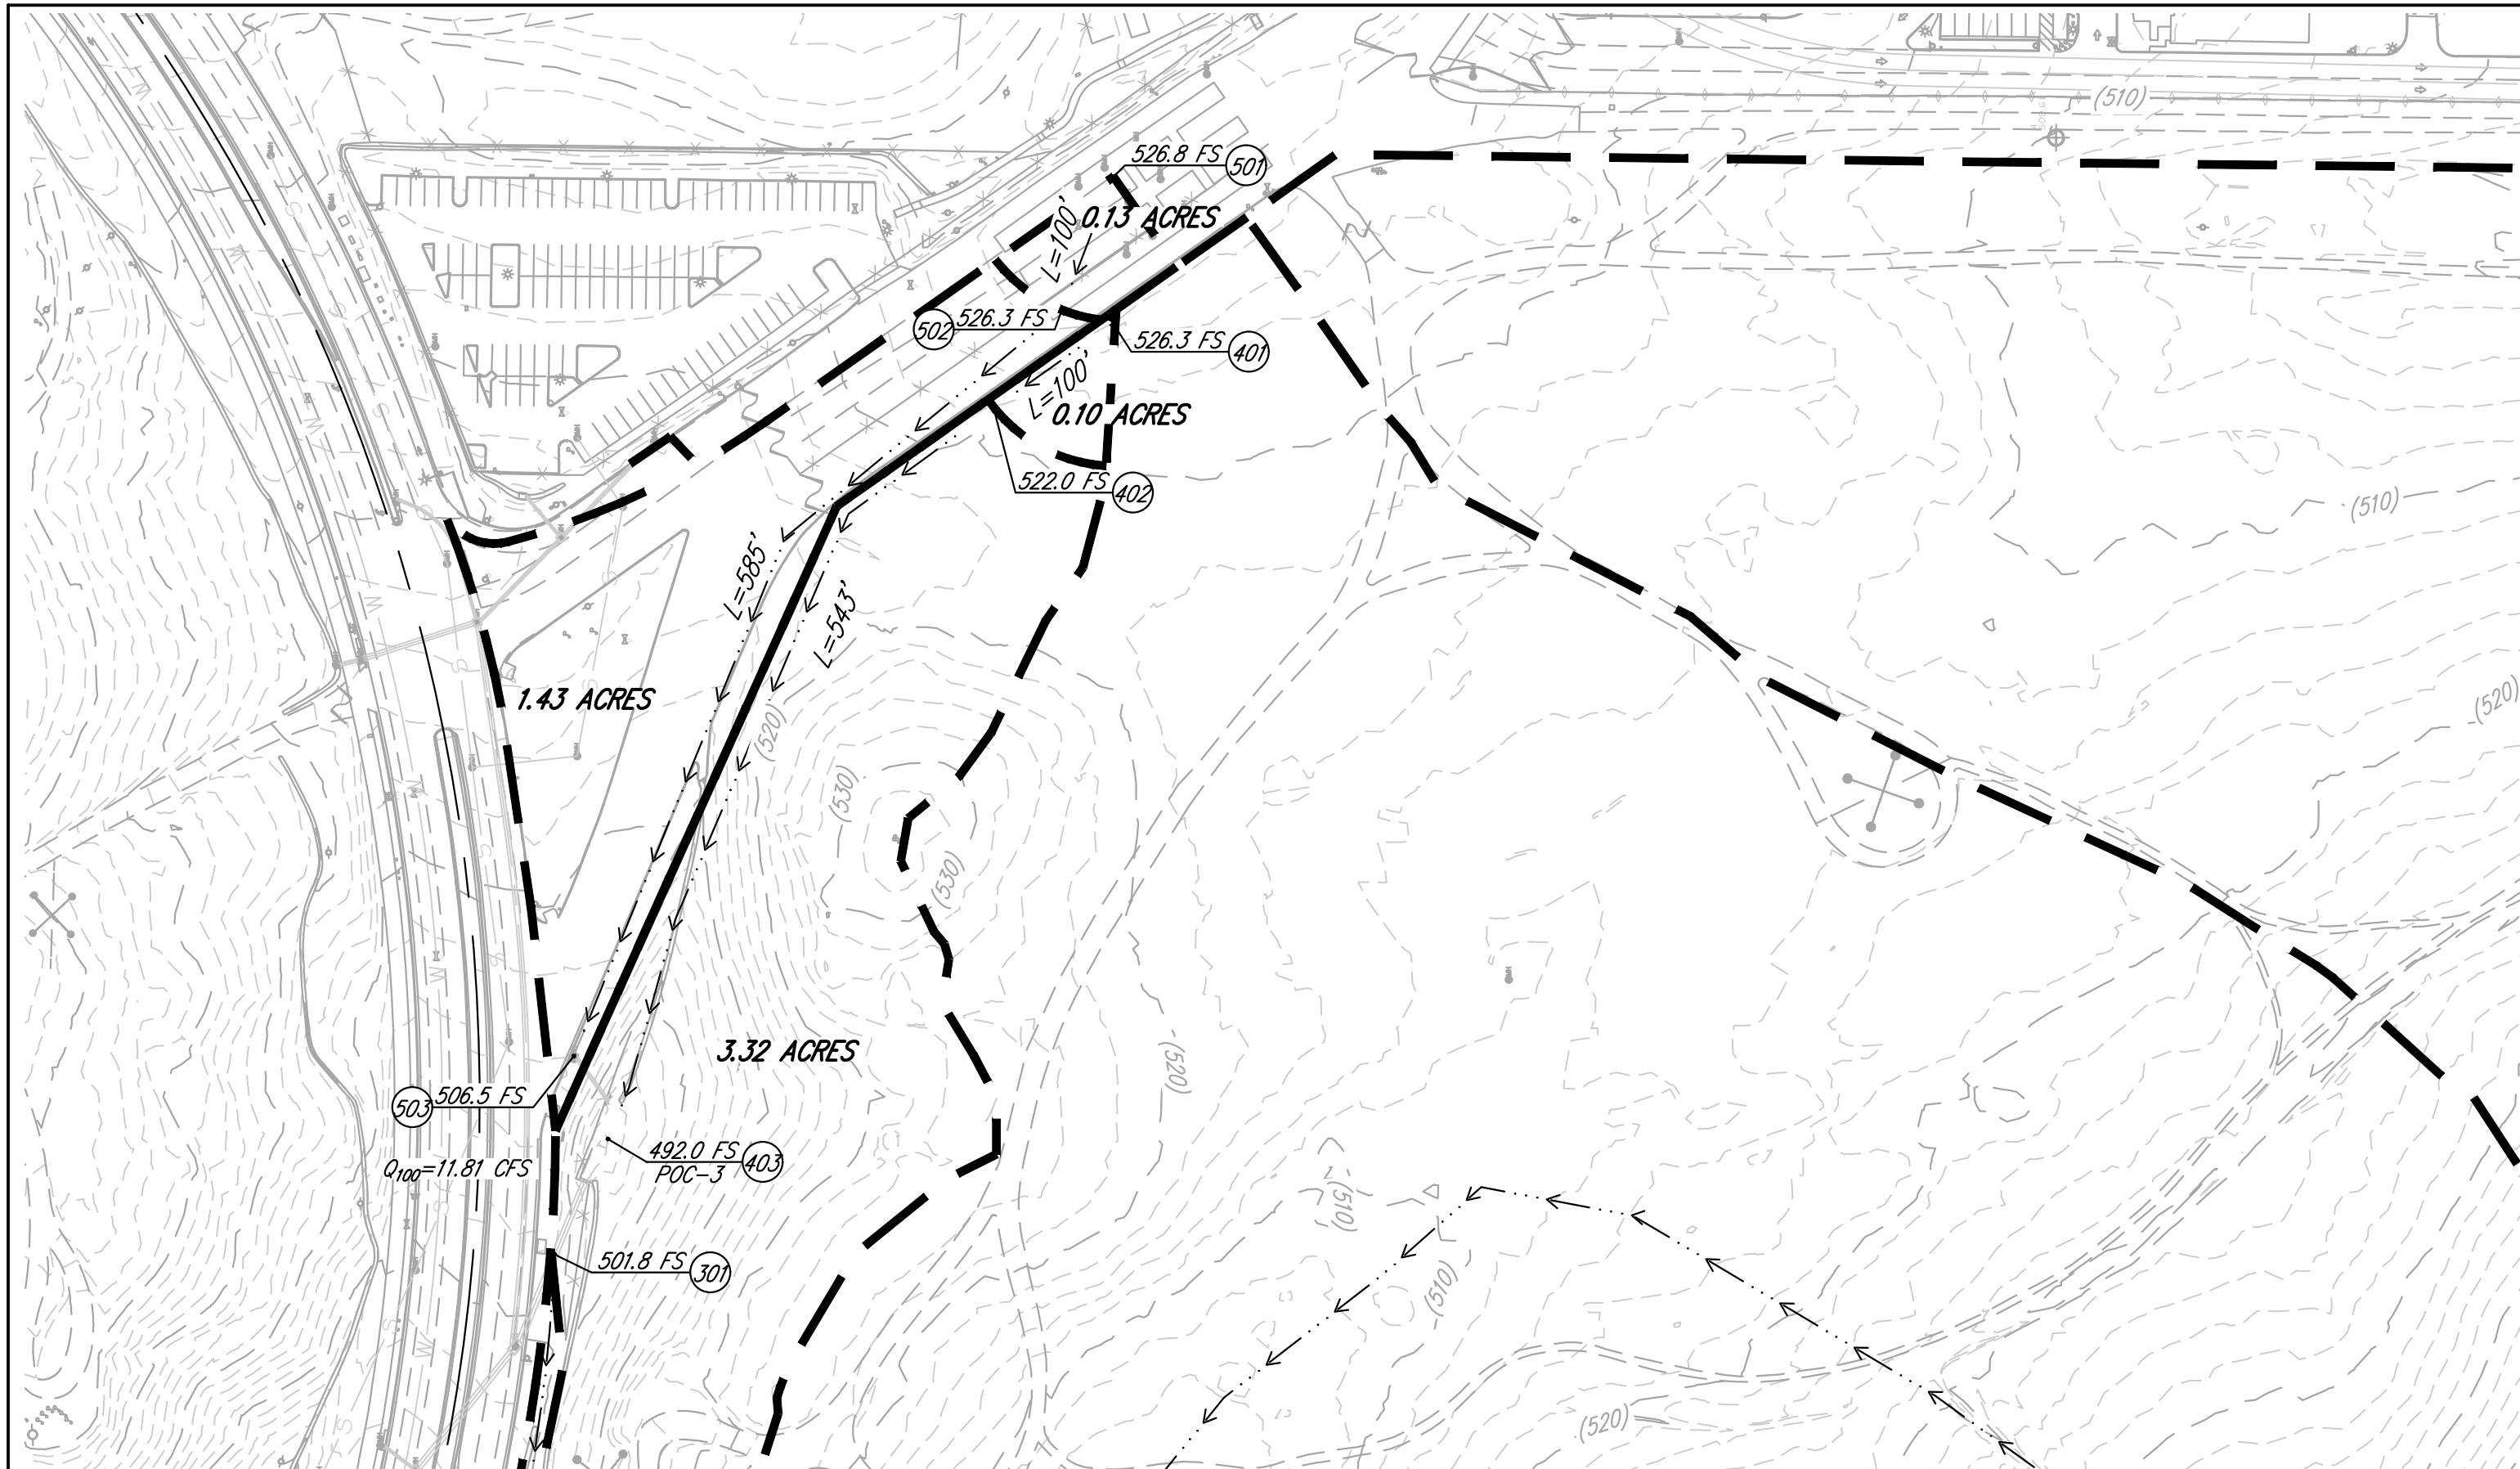 (510)
526.8 FS 501
0.13 ACRES
L=100'
502 526.3 FS
526.3 FS 401
L=100'
0.10 ACRES
522.0 FS 402
(510)
L=585'
L=543'
1.43 ACRES
(520)
(520)
(530)
(530)
3.32 ACRES
(520)
503 506.5 FS
492.0 FS 403
POC-3
Q100=11.81 CFS
(510)
501.8 FS 301
(510)
(520)